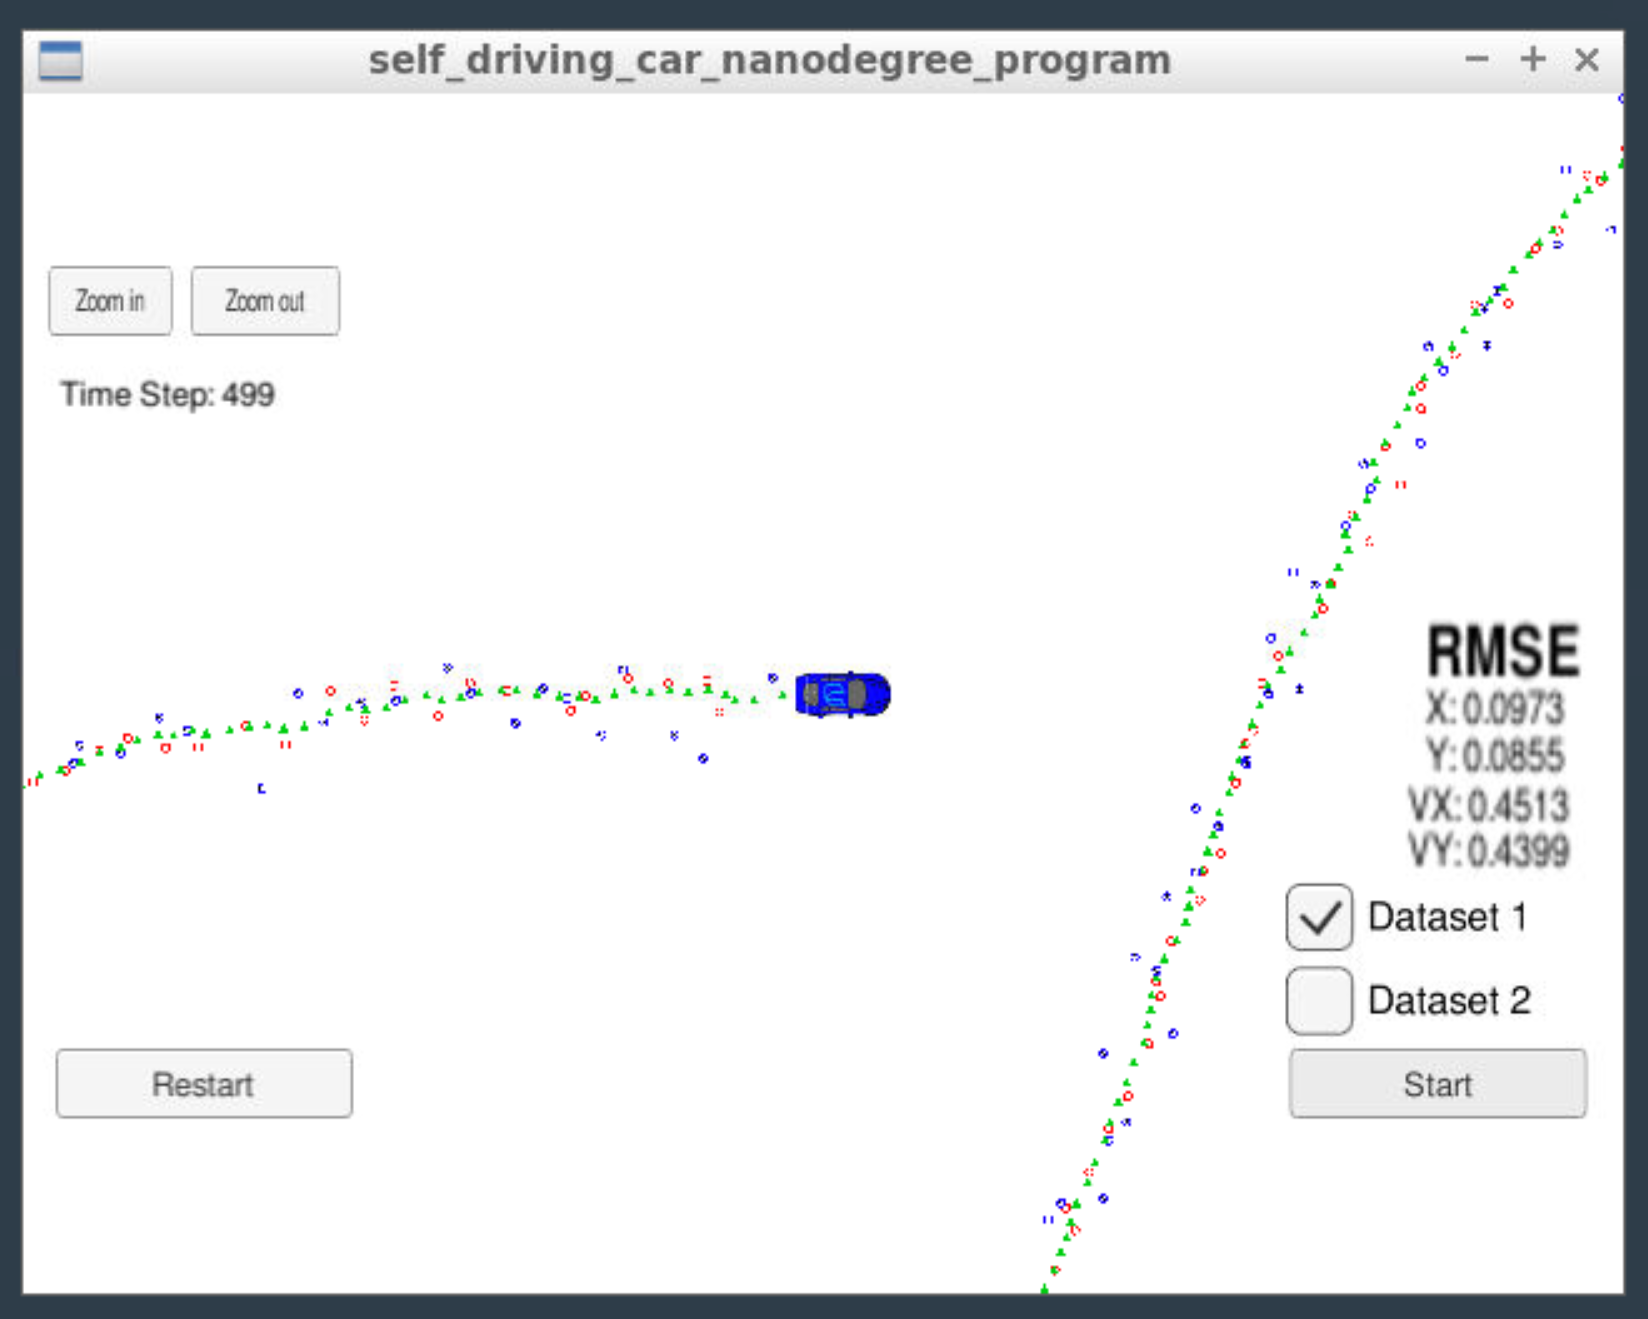 self_driving_car_nanodegree_program
Zoom in
Zoom out
Time Step: 499
RMSE
X: 0.0973
Y: 0.0855
VX: 0.4513
VY: 0.4399
Dataset 1
Dataset 2
Restart
Start